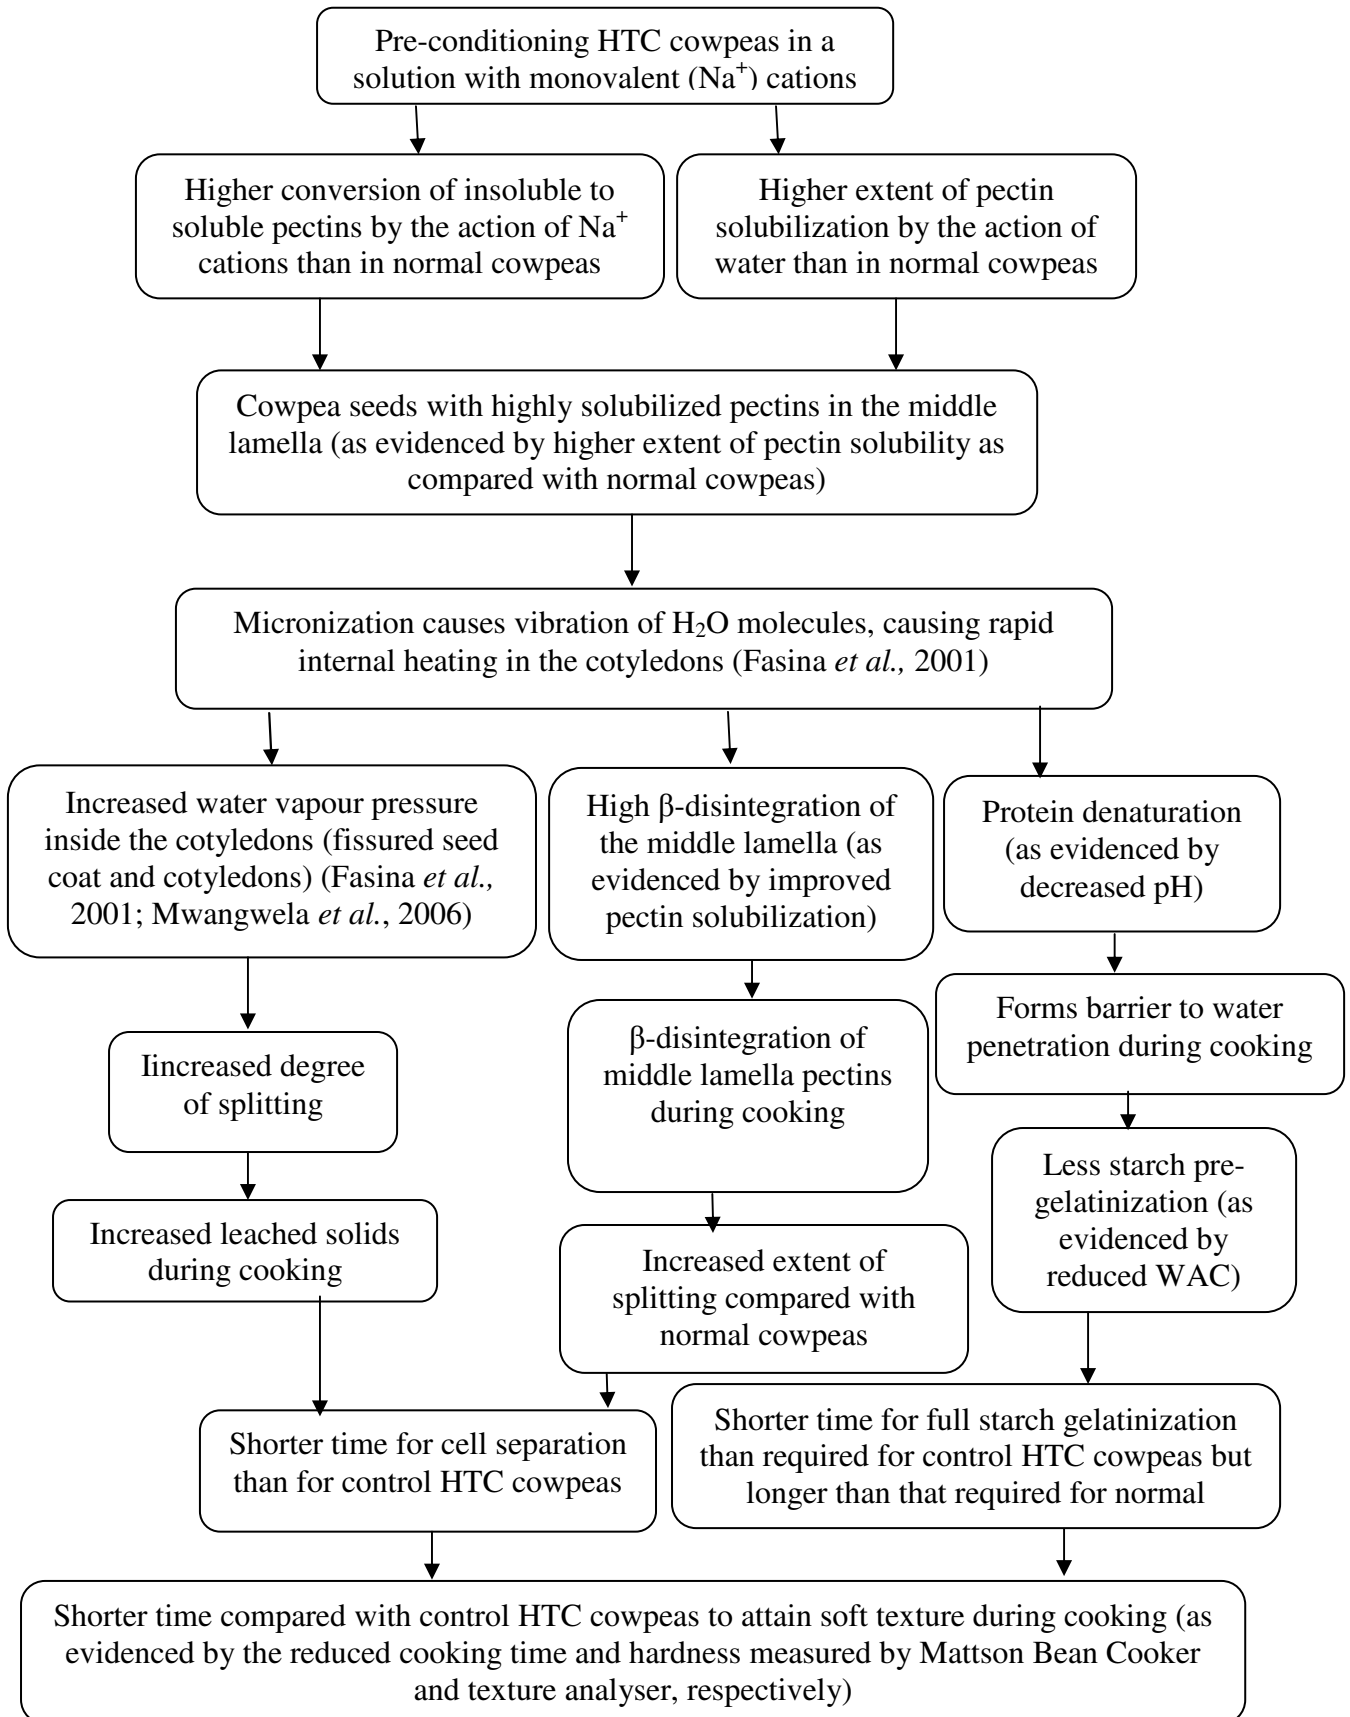 Pre-conditioning HTC cowpeas in a
solution with monovalent (Na⁺) cations
Higher conversion of insoluble to
soluble pectins by the action of Na⁺
cations than in normal cowpeas
Higher extent of pectin
solubilization by the action of
water than in normal cowpeas
Cowpea seeds with highly solubilized pectins in the middle
lamella (as evidenced by higher extent of pectin solubility as
compared with normal cowpeas)
Micronization causes vibration of H₂O molecules, causing rapid
internal heating in the cotyledons (Fasina et al., 2001)
Increased water vapour pressure
inside the cotyledons (fissured seed
coat and cotyledons) (Fasina et al.,
2001; Mwangwela et al., 2006)
High β-disintegration of
the middle lamella (as
evidenced by improved
pectin solubilization)
Protein denaturation
(as evidenced by
decreased pH)
Forms barrier to water
penetration during cooking
Iincreased degree
of splitting
β-disintegration of
middle lamella pectins
during cooking
Less starch pre-
gelatinization (as
evidenced by
reduced WAC)
Increased leached solids
during cooking
Increased extent of
splitting compared with
normal cowpeas
Shorter time for cell separation
than for control HTC cowpeas
Shorter time for full starch gelatinization
than required for control HTC cowpeas but
longer than that required for normal
Shorter time compared with control HTC cowpeas to attain soft texture during cooking (as
evidenced by the reduced cooking time and hardness measured by Mattson Bean Cooker
and texture analyser, respectively)